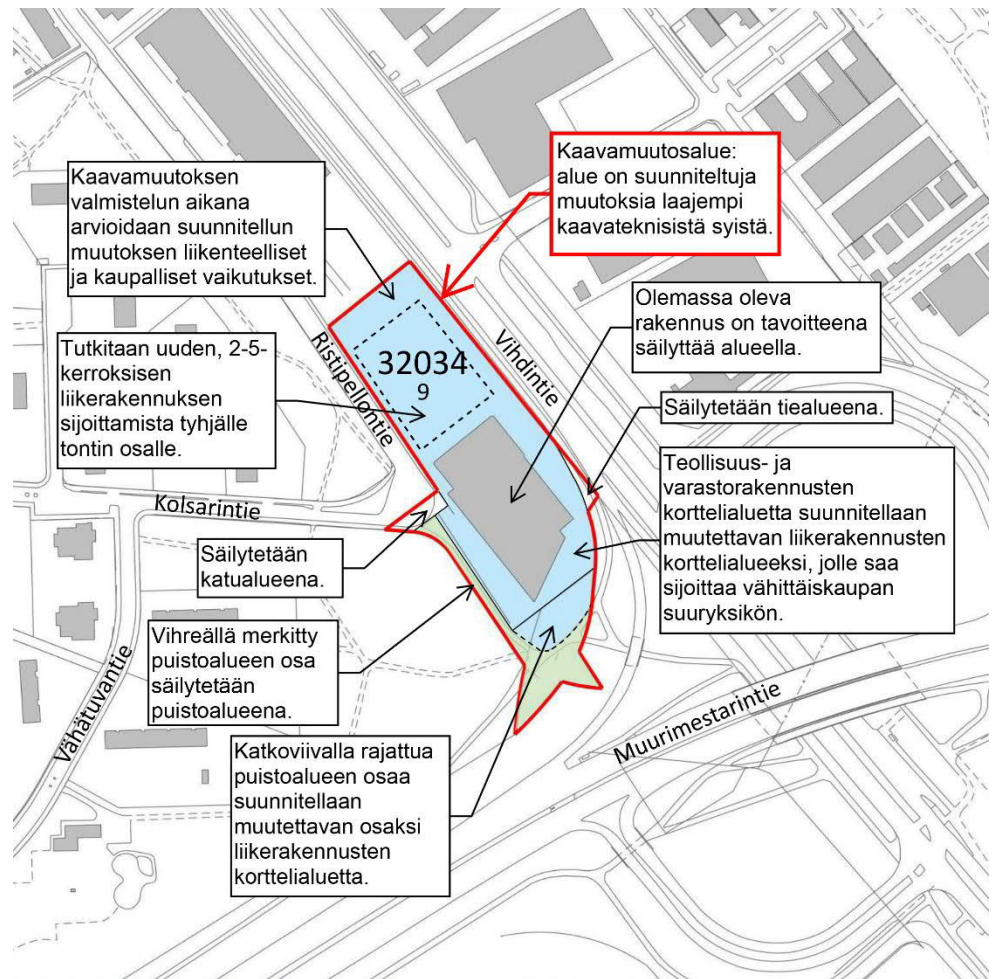 Kaavamuutosalue:
alue on suunniteltuja
muutoksia laajempi
kaavateknisistä syistä.
Kaavamuutoksen
valmistelun aikana
arvioidaan suunnitellun
muutoksen liikenteelliset
ja kaupalliset vaikutukset.
Olemassa oleva
rakennus on tavoitteena
säilyttää alueella.
Tutkitaan uuden, 2-5-
kerroksisen
liikerakennuksen
sijoittamista tyhjälle
tontin osalle.
Ristipellontie
32034
9
Vihdintie
Säilytetään tiealueena.
Teollisuus- ja
varastorakennusten
korttelialuetta suunnitellaan
muutettavan liikerakennusten
korttelialueeksi, jolle saa
sijoittaa vähittäiskaupan
suuryksikön.
Kolsarintie
Säilytetään
katualueena.
Vihreällä merkitty
puistoalueen osa
säilytetään
puistoalueena.
Vähätuvantie
Muurimestarintie
Katkoviivalla rajattua
puistoalueen osaa
suunnitellaan
muutettavan osaksi
liikerakennusten
korttelialuetta.